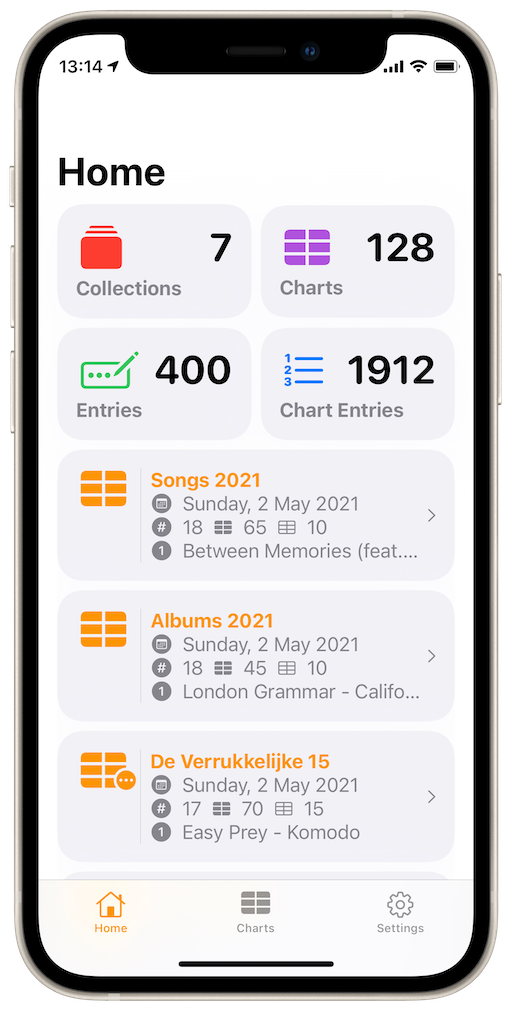 13:14
Home
7
Collections
128
Charts
400
Entries
1
2
3
1912
Chart Entries
Songs 2021
Sunday, 2 May 2021
# 18 65 10
1 Between Memories (feat....
Albums 2021
Sunday, 2 May 2021
# 18 45 10
1 London Grammar - Califo...
De Verrukkelijke 15
Sunday, 2 May 2021
# 17 70 15
1 Easy Prey - Komodo
Home
Charts
Settings